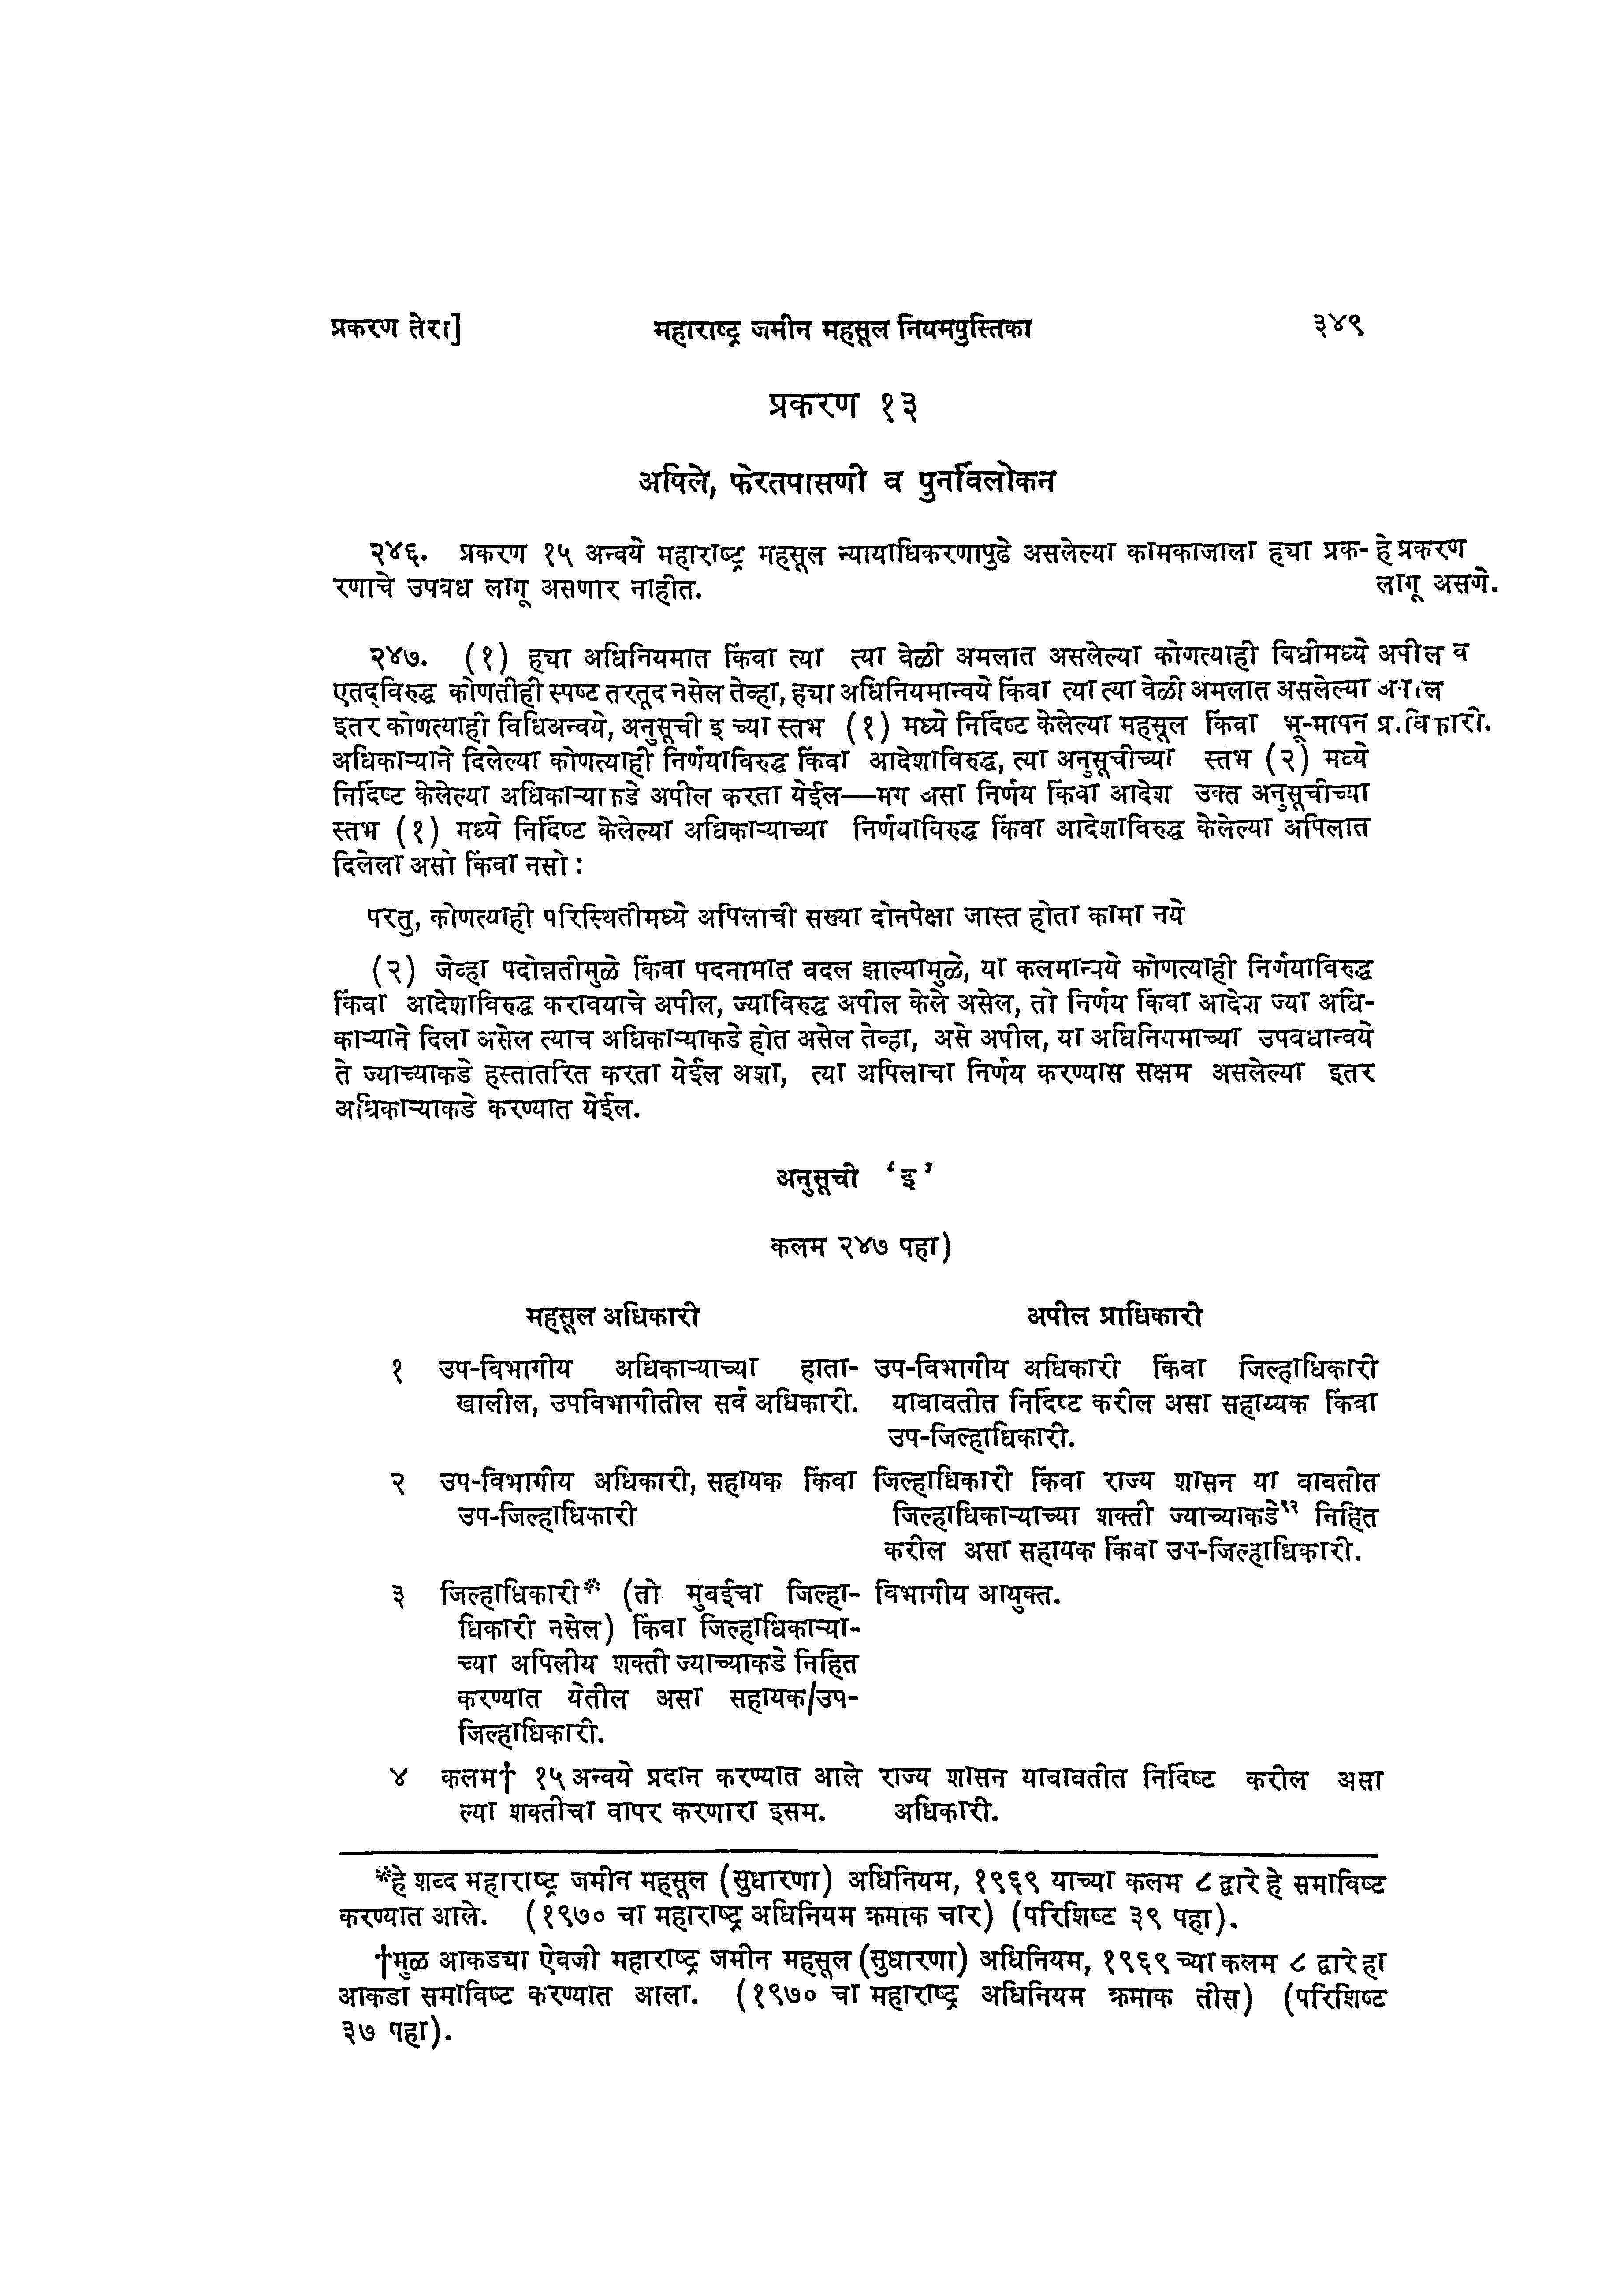 प्रकरण तेरा]
महाराष्ट्र जमीन महसूल नियमपुस्तिका
३४९
प्रकरण १३
अपिले, फेरतपासणी व पुर्नावलोकन
२४६. प्रकरण १५ अन्वये महाराष्ट्र महसूल न्यायाधिकरणापुढे असलेल्या कामकाजाला ह्या प्रक-
रणाचे उपबध लागू असणार नाहीत.
हे प्रकरण
लागू असणे.
२४७. (१) ह्या अधिनियमात किंवा त्या त्या वेळी अमलात असलेल्या कोणत्याही विधीमध्ये
एतद्‌विरुद्ध कोणतीही स्पष्ट तरतूद नसेल तेव्हा, ह्या अधिनियमान्वये किंवा त्या त्या वेळी अमलात असलेल्या
इतर कोणत्याही विधिअन्वये, अनुसूची इ च्या स्तभ (१) मध्ये निर्दिष्ट केलेल्या महसूल किंवा भू-मापन
अधिकाऱ्याने दिलेल्या कोणत्याही निर्णयाविरुद्ध किंवा आदेशाविरुद्ध, त्या अनुसूचीच्या स्तभ (२) मध्ये
निर्दिष्ट केलेल्या अधिकाऱ्याकडे अपील करता येईल—मग असा निर्णय किंवा आदेश उक्त अनुसूचीच्या
स्तभ (१) मध्ये निर्दिष्ट केलेल्या अधिकाऱ्याच्या निर्णयाविरुद्ध किंवा आदेशाविरुद्ध केलेल्या अपिलात
दिलेला असो किंवा नसो :
अपील व
अपील
परतु, कोणत्याही परिस्थितीमध्ये अपिलाची सख्या दोनपेक्षा जास्त होता कामा नये
(२) जेव्हा पदोन्नतीमुळे किंवा पदनामात बदल झाल्यामुळे, या कलमान्वये कोणत्याही निर्णयाविरुद्ध
किंवा आदेशाविरुद्ध करावयाचे अपील, ज्याविरुद्ध अपील केले असेल, तो निर्णय किंवा आदेश ज्या अधि-
काऱ्याने दिला असेल त्याच अधिकाऱ्याकडे होत असेल तेव्हा, असे अपील, या अधिनियमाच्या उपबधान्वये
ते ज्याच्याकडे हस्तातरित करता येईल अशा, त्या अपिलाचा निर्णय करण्यास सक्षम असलेल्या इतर
अधिकाऱ्याकडे करण्यात येईल.
अनुसूची ‘इ’
कलम २४७ पहा)
महसूल अधिकारी
अपील प्राधिकारी
१ उप-विभागीय अधिकाऱ्याच्या हाता-
खालील, उपविभागीतील सर्व अधिकारी.
उप-विभागीय अधिकारी किंवा जिल्हाधिकारी
याबाबतीत निर्दिष्ट करील असा सहाय्यक किंवा
उप-जिल्हाधिकारी.
२ उप-विभागीय अधिकारी, सहायक किंवा
उप-जिल्हाधिकारी
जिल्हाधिकारी किंवा राज्य शासन या बाबतीत
जिल्हाधिकाऱ्याच्या शक्ती ज्याच्याकडे१२ निहित
करील असा सहायक किंवा उप-जिल्हाधिकारी.
३ जिल्हाधिकारी* (तो मुबईचा जिल्हा-
धिकारी नसेल) किंवा जिल्हाधिकाऱ्या-
च्या अपिलीय शक्ती ज्याच्याकडे निहित
करण्यात येतील असा सहायक/उप-
जिल्हाधिकारी.
विभागीय आयुक्त.
४ कलम† १५ अन्वये प्रदान करण्यात आले
ल्या शक्तीचा वापर करणारा इसम.
राज्य शासन याबाबतीत निर्दिष्ट करील असा
अधिकारी.
*हे शब्द महाराष्ट्र जमीन महसूल (सुधारणा) अधिनियम, १९६९ याच्या कलम ८ द्वारे हे समाविष्ट
करण्यात आले. (१९७० चा महाराष्ट्र अधिनियम क्रमाक चार) (परिशिष्ट ३९ पहा).
†मुळ आकड्या ऐवजी महाराष्ट्र जमीन महसूल (सुधारणा) अधिनियम, १९६९ च्या कलम ८ द्वारे हा
आकडा समाविष्ट करण्यात आला. (१९७० चा महाराष्ट्र अधिनियम क्रमाक तीस) (परिशिष्ट
३७ पहा).